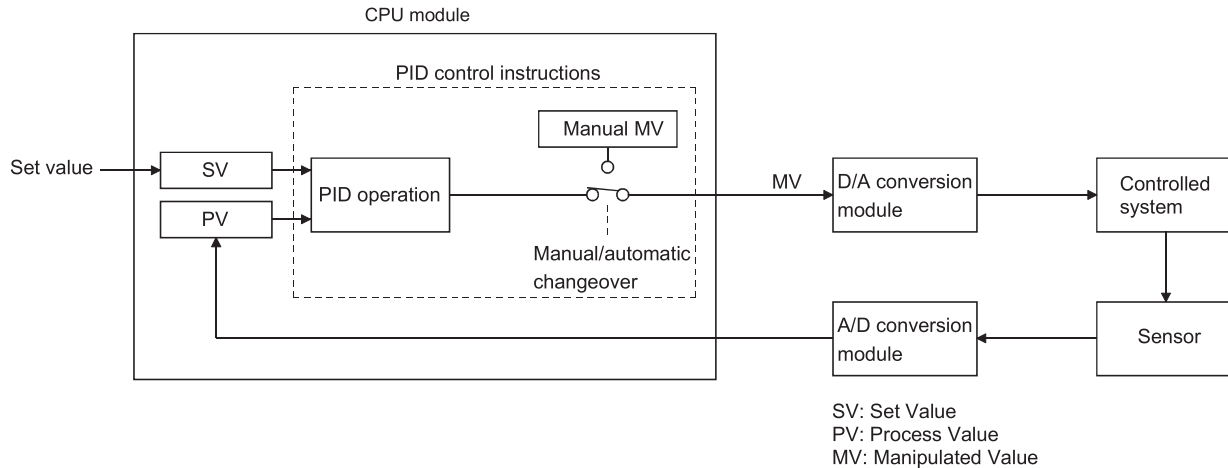 CPU module
PID control instructions
Manual MV
Set value
SV
PID operation
MV
D/A conversion
module
Controlled
system
PV
Manual/automatic
changeover
A/D conversion
module
Sensor
SV: Set Value
PV: Process Value
MV: Manipulated Value